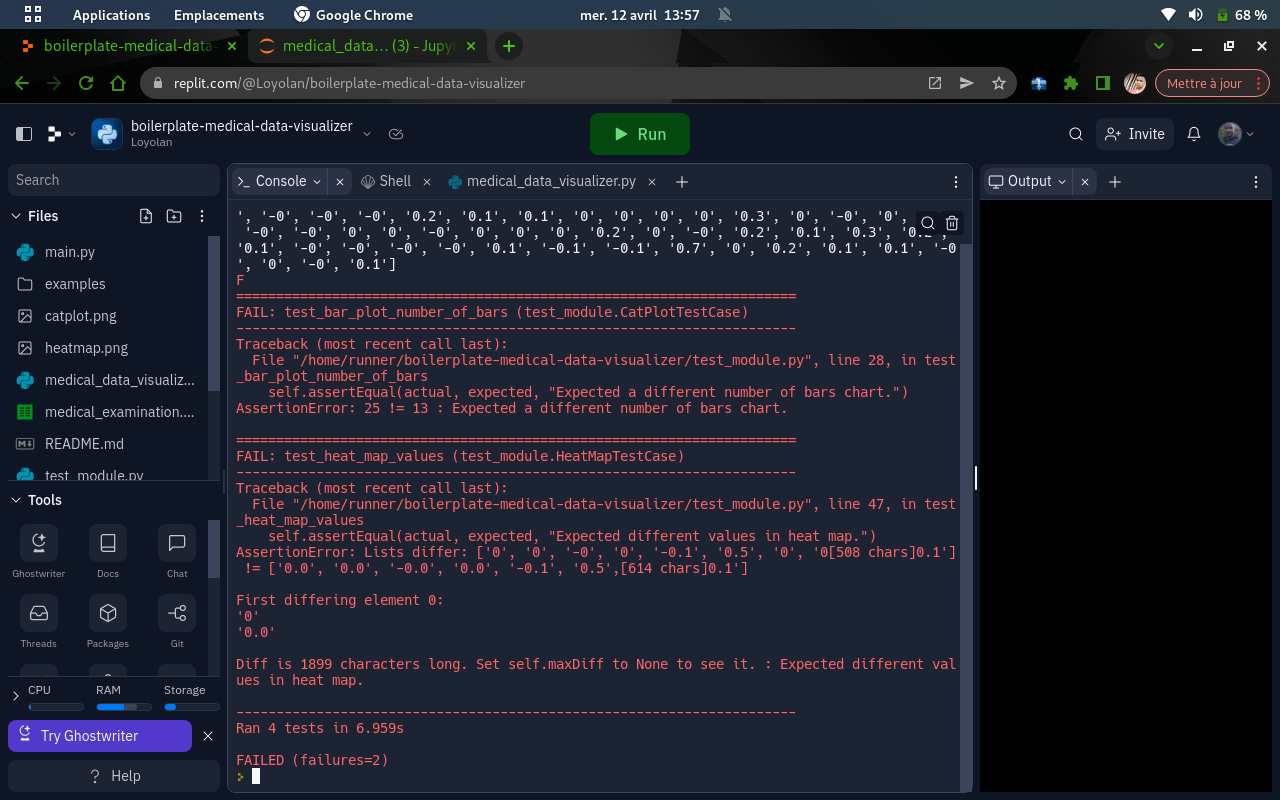 Applications Emplacements Google Chrome mer. 12 avril 13:57 68 %
boilerplate-medical-data- medical_data… (3) - Jupyt
replit.com/@Loyolan/boilerplate-medical-data-visualizer Mettre à jour
boilerplate-medical-data-visualizer
Loyolan
Run
Invite
Search
Console Shell medical_data_visualizer.py
Output
Files
main.py
examples
catplot.png
heatmap.png
medical_data_visualiz...
medical_examination....
README.md
test_module.py
Tools
Ghostwriter Docs Chat
Threads Packages Git
CPU RAM Storage
Try Ghostwriter
Help
', '-0', '-0', '-0', '0.2', '0.1', '0.1', '0', '0', '0', '0', '0.3', '0', '-0', '0',
'-0', '-0', '0', '0', '-0', '0', '0', '0', '0.2', '0', '-0', '0.2', '0.1', '0.3', '0.2',
'0.1', '-0', '-0', '-0', '-0', '0.1', '-0.1', '-0.1', '0.7', '0', '0.2', '0.1', '0.1', '-0
', '0', '-0', '0.1']
F
======================================================================
FAIL: test_bar_plot_number_of_bars (test_module.CatPlotTestCase)
----------------------------------------------------------------------
Traceback (most recent call last):
File "/home/runner/boilerplate-medical-data-visualizer/test_module.py", line 28, in test
_bar_plot_number_of_bars
self.assertEqual(actual, expected, "Expected a different number of bars chart.")
AssertionError: 25 != 13 : Expected a different number of bars chart.
======================================================================
FAIL: test_heat_map_values (test_module.HeatMapTestCase)
----------------------------------------------------------------------
Traceback (most recent call last):
File "/home/runner/boilerplate-medical-data-visualizer/test_module.py", line 47, in test
_heat_map_values
self.assertEqual(actual, expected, "Expected different values in heat map.")
AssertionError: Lists differ: ['0', '0', '-0', '0', '-0.1', '0.5', '0', '0[508 chars]0.1']
!= ['0.0', '0.0', '-0.0', '0.0', '-0.1', '0.5',[614 chars]0.1']
First differing element 0:
'0'
'0.0'
Diff is 1899 characters long. Set self.maxDiff to None to see it. : Expected different val
ues in heat map.
----------------------------------------------------------------------
Ran 4 tests in 6.959s
FAILED (failures=2)